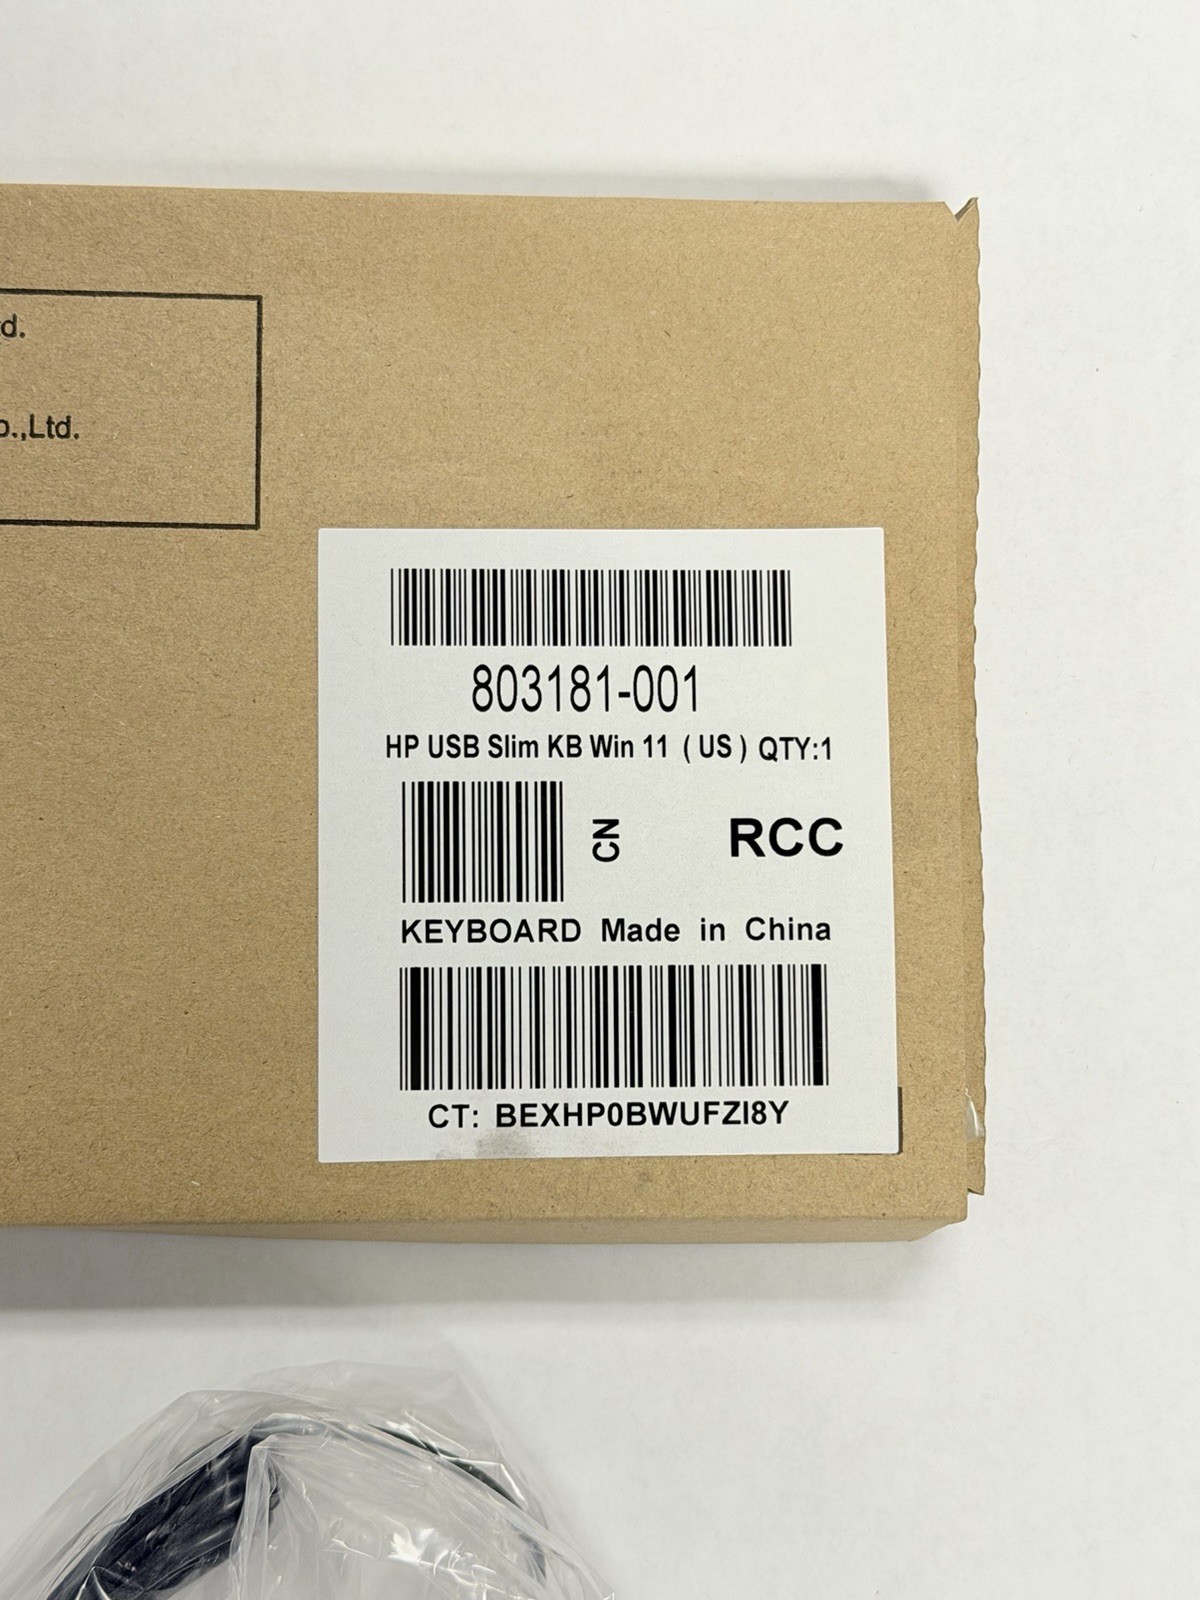 d.
o.,Ltd.
803181-001
HP USB Slim KB Win 11 ( US ) QTY:1
CN
RCC
KEYBOARD Made in China
CT: BEXHP0BWUFZI8Y